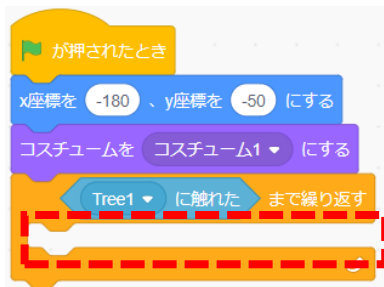 が押されたとき
x座標を -180 、y座標を -50 にする
コスチュームを コスチューム1 にする
Tree1 に触れた まで繰り返す